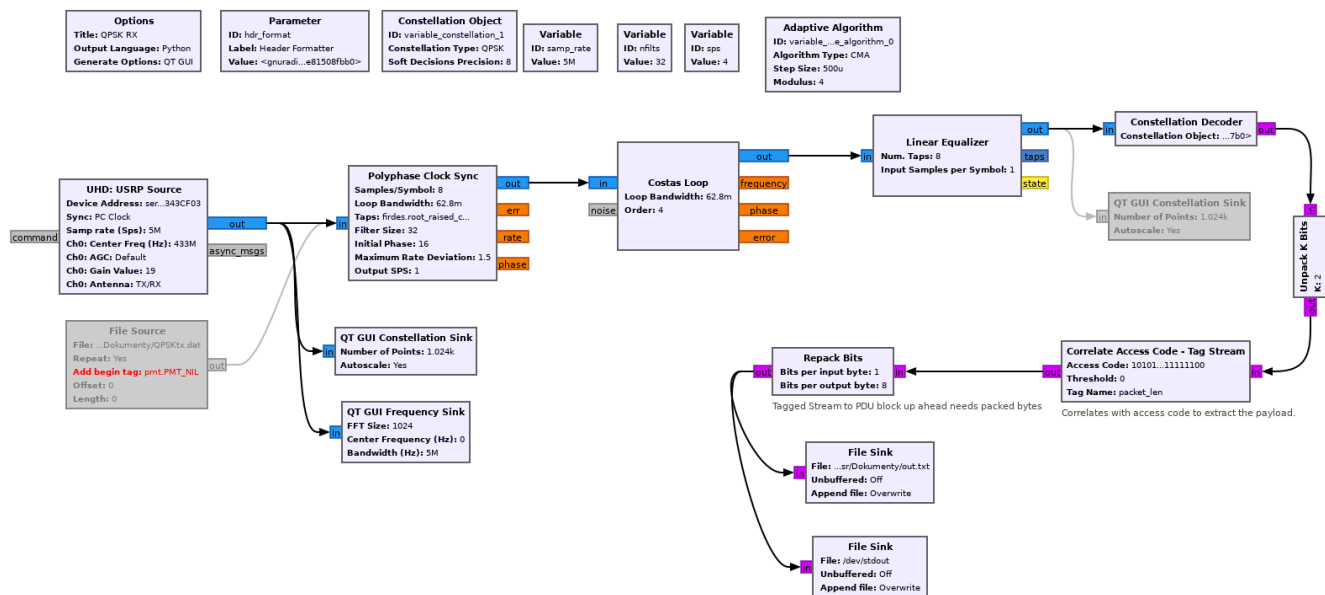 Options
Title: QPSK RX
Output Language: Python
Generate Options: QT GUI
Parameter
ID: hdr_format
Label: Header Formatter
Value: <gnuradi...e81508fbb0>
Constellation Object
ID: variable_constellation_1
Constellation Type: QPSK
Soft Decisions Precision: 8
Variable
ID: samp_rate
Value: 5M
Variable
ID: nfilts
Value: 32
Variable
ID: sps
Value: 4
Adaptive Algorithm
ID: variable_...e_algorithm_0
Algorithm Type: CMA
Step Size: 500u
Modulus: 4
UHD: USRP Source
Device Address: ser...343CF03
Sync: PC Clock
Samp rate (Sps): 5M
Ch0: Center Freq (Hz): 433M
Ch0: AGC: Default
Ch0: Gain Value: 19
Ch0: Antenna: TX/RX
command
out
async_msgs
File Source
File: ...Dokumenty/QPSKtx.dat
Repeat: Yes
Add begin tag: pmt.PMT_NIL
Offset: 0
Length: 0
out
in
Polyphase Clock Sync
Samples/Symbol: 8
Loop Bandwidth: 62.8m
Taps: firdes.root_raised_c...
Filter Size: 32
Initial Phase: 16
Maximum Rate Deviation: 1.5
Output SPS: 1
out
err
rate
phase
in
QT GUI Constellation Sink
Number of Points: 1.024k
Autoscale: Yes
in
QT GUI Frequency Sink
FFT Size: 1024
Center Frequency (Hz): 0
Bandwidth (Hz): 5M
in
noise
Costas Loop
Loop Bandwidth: 62.8m
Order: 4
out
frequency
phase
error
in
Linear Equalizer
Num. Taps: 8
Input Samples per Symbol: 1
out
taps
state
in
Constellation Decoder
Constellation Object: ...7b0>
out
in
QT GUI Constellation Sink
Number of Points: 1.024k
Autoscale: Yes
in
Unpack K Bits
K: 2
out
in
Correlate Access Code - Tag Stream
Access Code: 10101...11111100
Threshold: 0
Tag Name: packet_len
out
Correlates with access code to extract the payload.
in
Repack Bits
Bits per input byte: 1
Bits per output byte: 8
out
Tagged Stream to PDU block up ahead needs packed bytes
in
File Sink
File: ...sr/Dokumenty/out.txt
Unbuffered: Off
Append file: Overwrite
in
File Sink
File: /dev/stdout
Unbuffered: Off
Append file: Overwrite